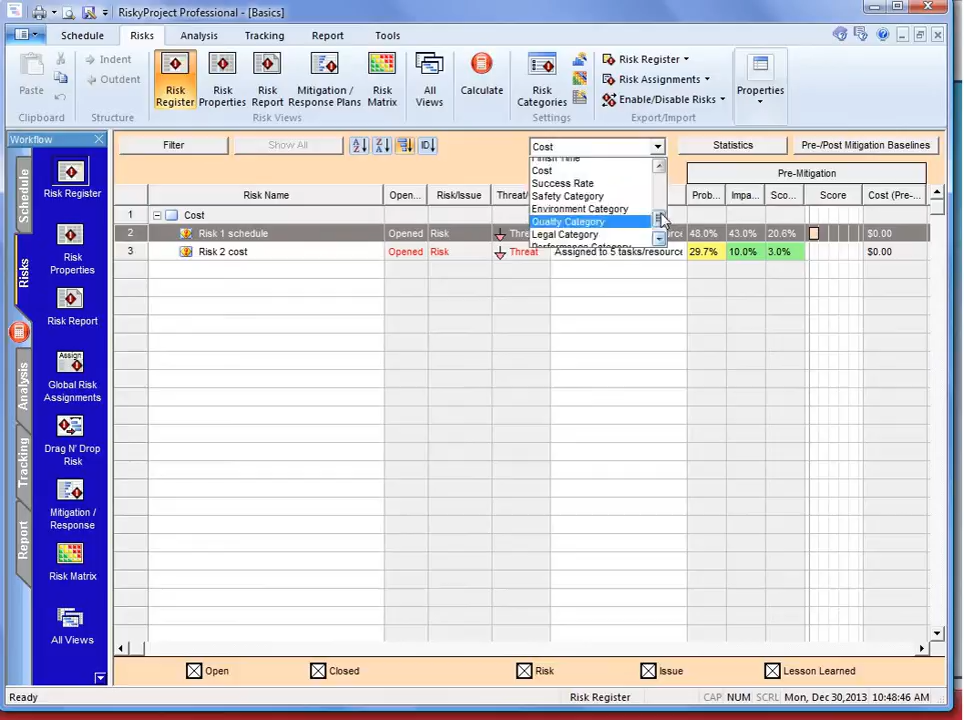 RiskyProject Professional - [Basics]
Schedule
Risks
Analysis
Tracking
Report
Tools
Paste
Indent
Outdent
Clipboard
Structure
Risk Register
Risk Properties
Risk Report
Mitigation / Response Plans
Risk Matrix
All Views
Risk Views
Calculate
Risk Categories
Settings
Risk Register
Risk Assignments
Enable/Disable Risks
Export/Import
Properties
Workflow
Filter
Show All
ID
Cost
Statistics
Pre-/Post Mitigation Baselines
Finish Time
Cost
Success Rate
Safety Category
Environment Category
Quality Category
Legal Category
Performance Category
Pre-Mitigation
Risk Name
Open...
Risk/Issue
Threat/
Prob...
Impa...
Sco...
Score
Cost (Pre-
1 Cost
2 Risk 1 schedule Opened Risk Thre 48.0% 43.0% 20.6% $0.00
3 Risk 2 cost Opened Risk Threat Assigned to 5 tasks/resource 29.7% 10.0% 3.0% $0.00
Schedule
Risks
Analysis
Tracking
Report
Risk Register
Risk Properties
Risk Report
Assign
Global Risk Assignments
Drag N' Drop Risk
Mitigation / Response
Risk Matrix
All Views
Open
Closed
Risk
Issue
Lesson Learned
Ready
Risk Register
CAP NUM SCRL Mon, Dec 30,2013 10:48:46 AM